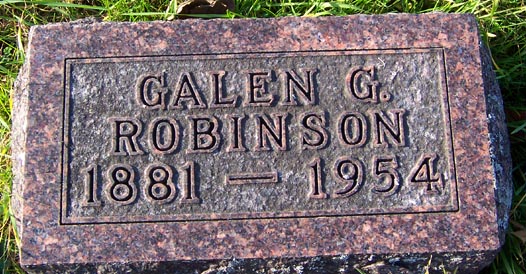 GALEN G.
ROBINSON
1881 — 1954